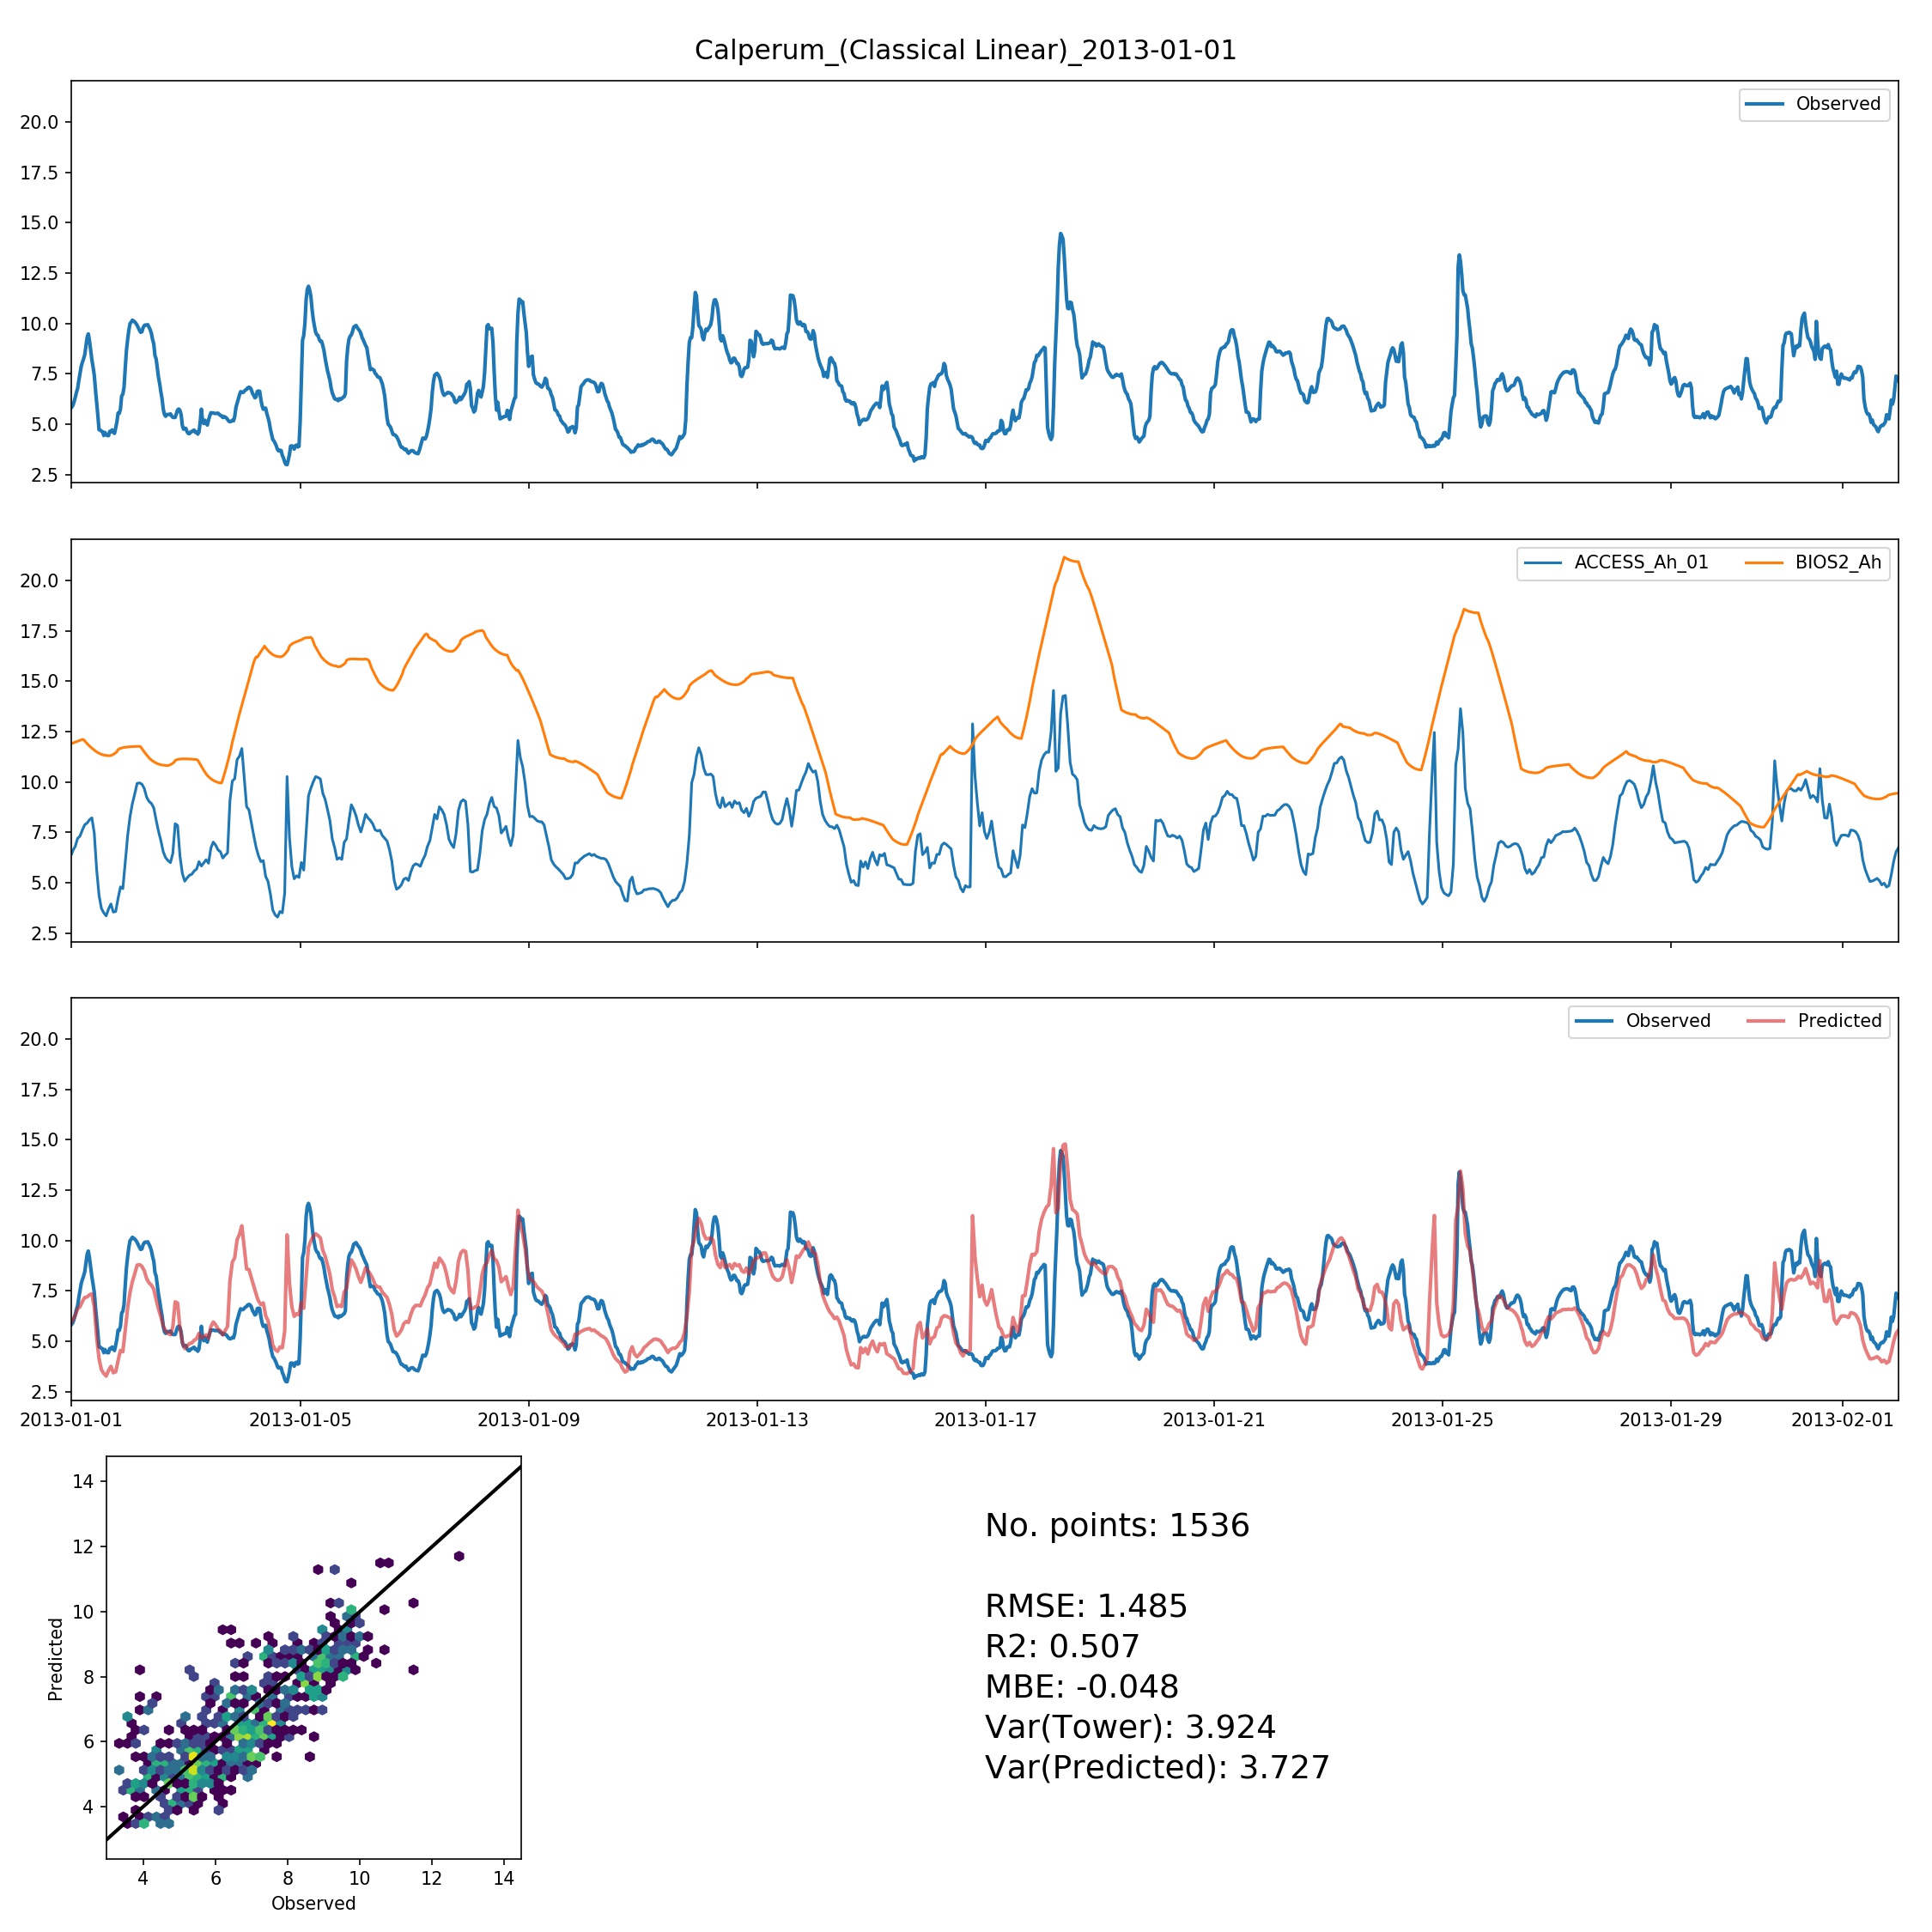 Calperum_(Classical Linear)_2013-01-01
Observed
20.0
17.5
15.0
12.5
10.0
7.5
5.0
2.5
ACCESS_Ah_01 BIOS2_Ah
20.0
17.5
15.0
12.5
10.0
7.5
5.0
2.5
Observed Predicted
20.0
17.5
15.0
12.5
10.0
7.5
5.0
2.5
2013-01-01 2013-01-05 2013-01-09 2013-01-13 2013-01-17 2013-01-21 2013-01-25 2013-01-29 2013-02-01
14
12
10
8
6
4
Predicted
4 6 8 10 12 14
Observed
No. points: 1536
RMSE: 1.485
R2: 0.507
MBE: -0.048
Var(Tower): 3.924
Var(Predicted): 3.727